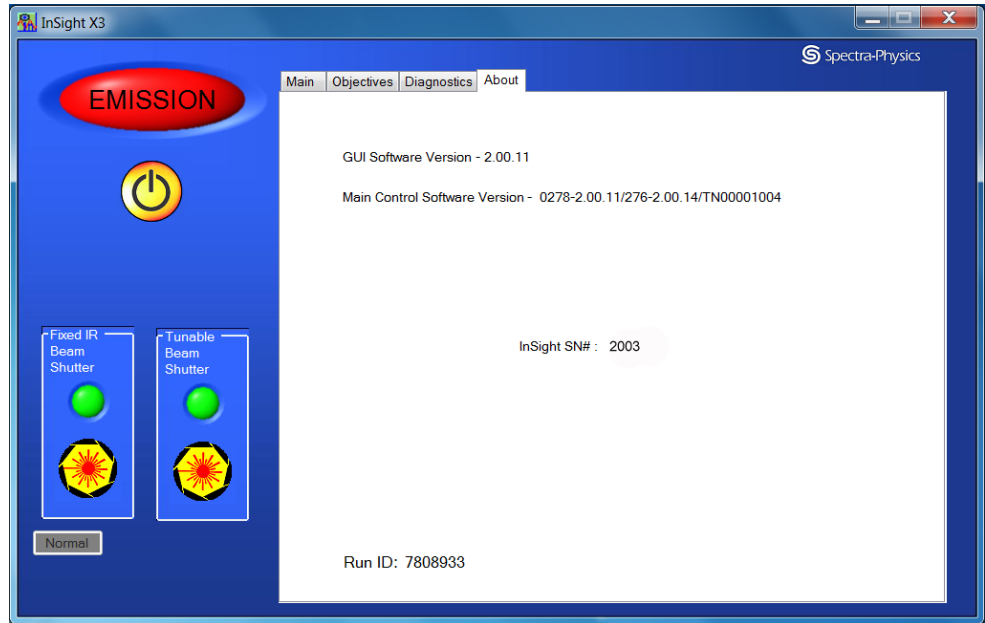 InSight X3
Spectra-Physics
EMISSION
Main Objectives Diagnostics About
GUI Software Version - 2.00.11
Main Control Software Version - 0278-2.00.11/276-2.00.14/TN00001004
Fixed IR
Beam
Shutter
Tunable
Beam
Shutter
InSight SN# : 2003
Normal
Run ID: 7808933